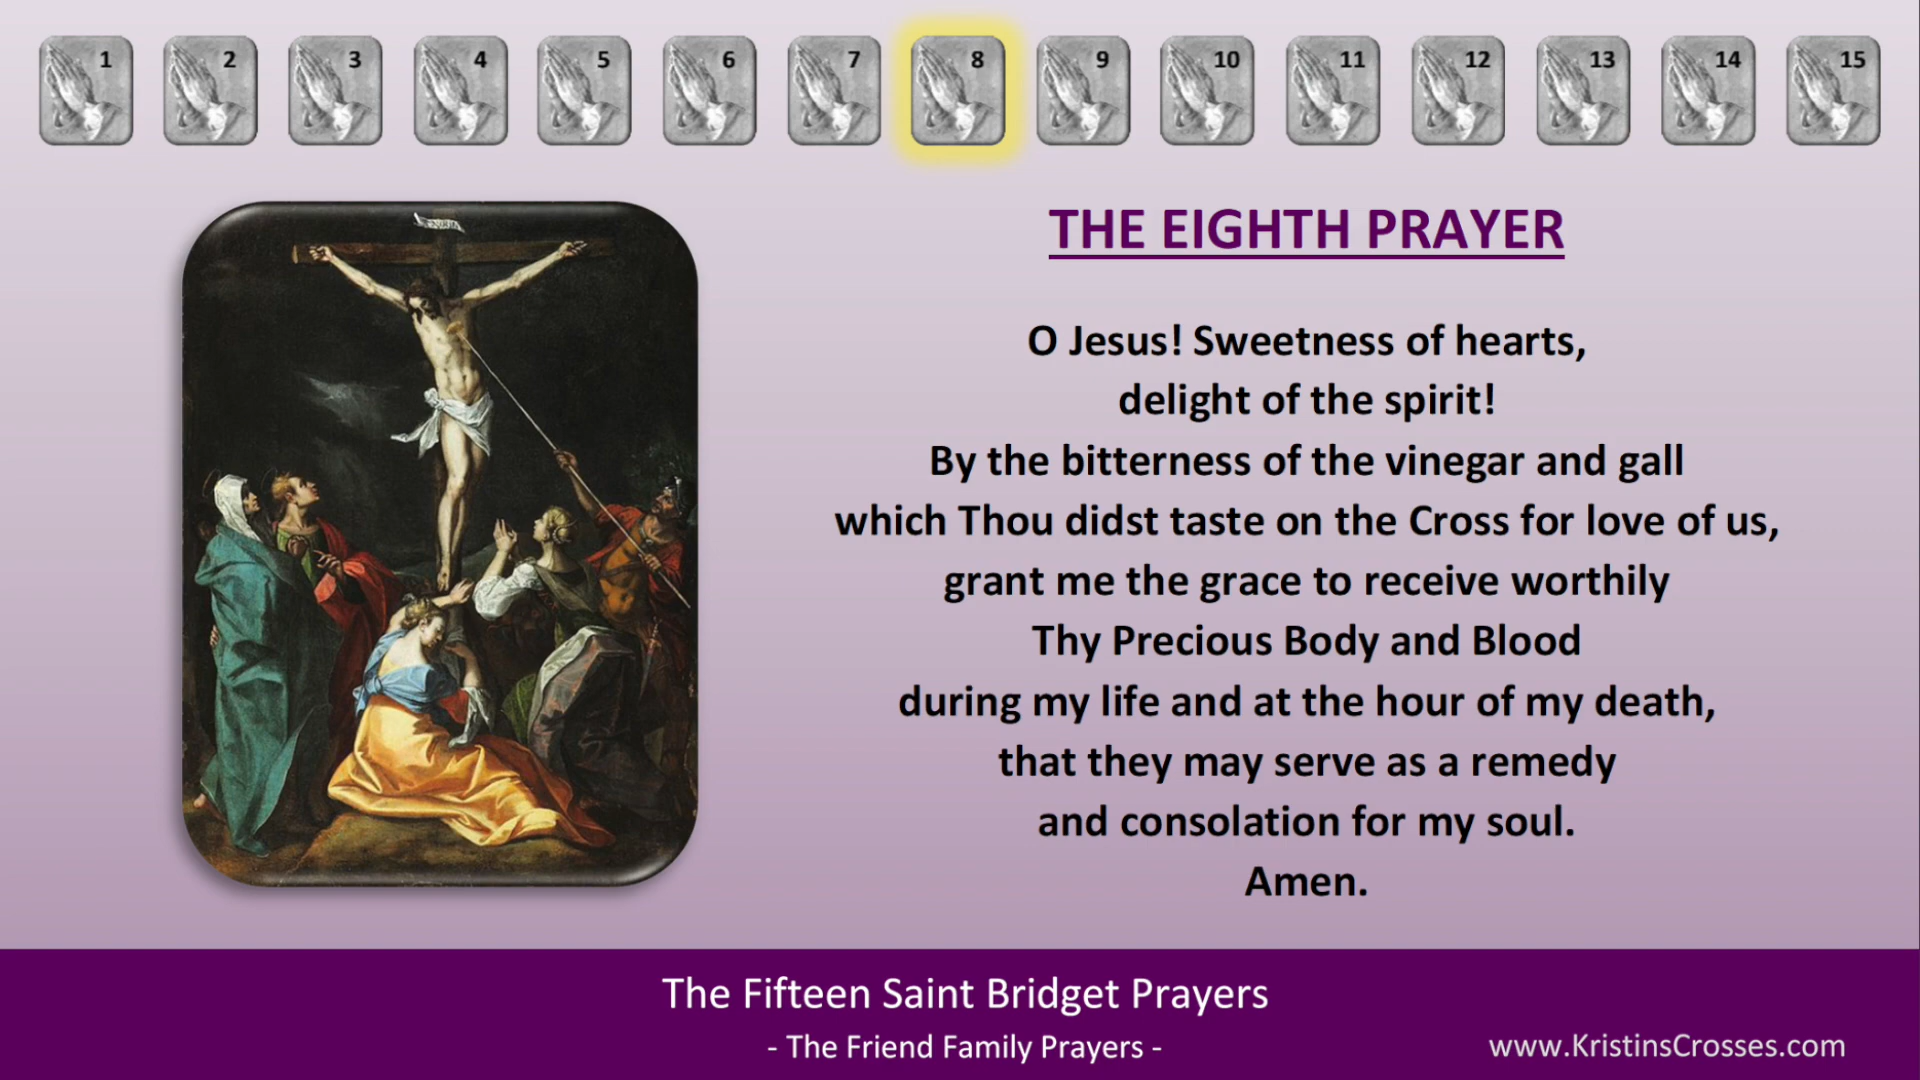 1 2 3 4 5 6 7 8 9 10 11 12 13 14 15
THE EIGHTH PRAYER
O Jesus! Sweetness of hearts,
delight of the spirit!
By the bitterness of the vinegar and gall
which Thou didst taste on the Cross for love of us,
grant me the grace to receive worthily
Thy Precious Body and Blood
during my life and at the hour of my death,
that they may serve as a remedy
and consolation for my soul.
Amen.
The Fifteen Saint Bridget Prayers
- The Friend Family Prayers -
www.KristinsCrosses.com